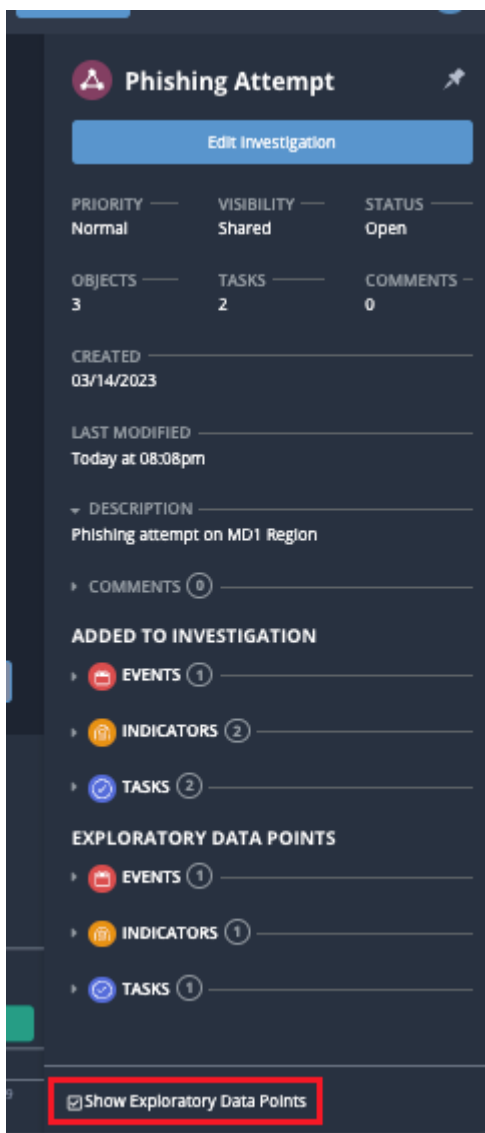 Phishing Attempt
Edit Investigation
PRIORITY VISIBILITY STATUS
Normal Shared Open
OBJECTS TASKS COMMENTS
3 2 0
CREATED
03/14/2023
LAST MODIFIED
Today at 08:08pm
DESCRIPTION
Phishing attempt on MD1 Region
COMMENTS 0
ADDED TO INVESTIGATION
EVENTS 1
INDICATORS 2
TASKS 2
EXPLORATORY DATA POINTS
EVENTS 1
INDICATORS 1
TASKS 1
9
Show Exploratory Data Points